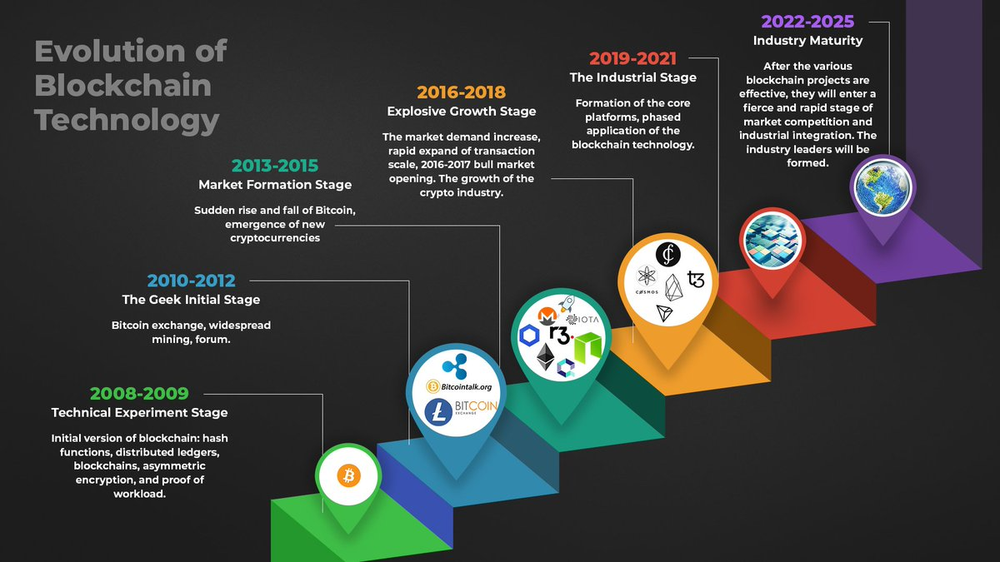 Evolution of
Blockchain
Technology
2008-2009
Technical Experiment Stage
Initial version of blockchain: hash
functions, distributed ledgers,
blockchains, asymmetric
encryption, and proof of
workload.
2010-2012
The Geek Initial Stage
Bitcoin exchange, widespread
mining, forum.
Bitcointalk.org
BITCOIN
EXCHANGE
2013-2015
Market Formation Stage
Sudden rise and fall of Bitcoin,
emergence of new
cryptocurrencies
IOTA
r3.
2016-2018
Explosive Growth Stage
The market demand increase,
rapid expand of transaction
scale, 2016-2017 bull market
opening. The growth of the
crypto industry.
COSMOS
2019-2021
The Industrial Stage
Formation of the core
platforms, phased
application of the
blockchain technology.
2022-2025
Industry Maturity
After the various
blockchain projects are
effective, they will enter a
fierce and rapid stage of
market competition and
industrial integration. The
industry leaders will be
formed.